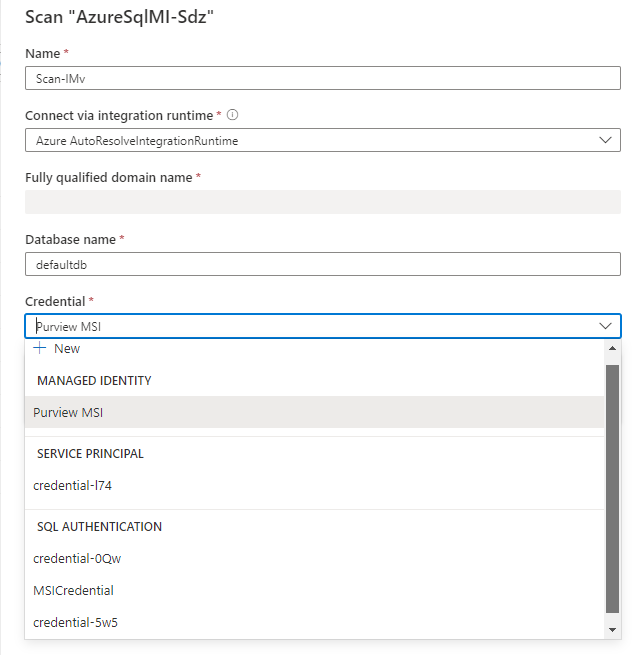 Scan "AzureSqlMI-Sdz"
Name *
Scan-IMv
Connect via integration runtime *
Azure AutoResolveIntegrationRuntime
Fully qualified domain name *
Database name *
defaultdb
Credential *
Purview MSI
New
MANAGED IDENTITY
Purview MSI
SERVICE PRINCIPAL
credential-l74
SQL AUTHENTICATION
credential-0Qw
MSICredential
credential-5w5